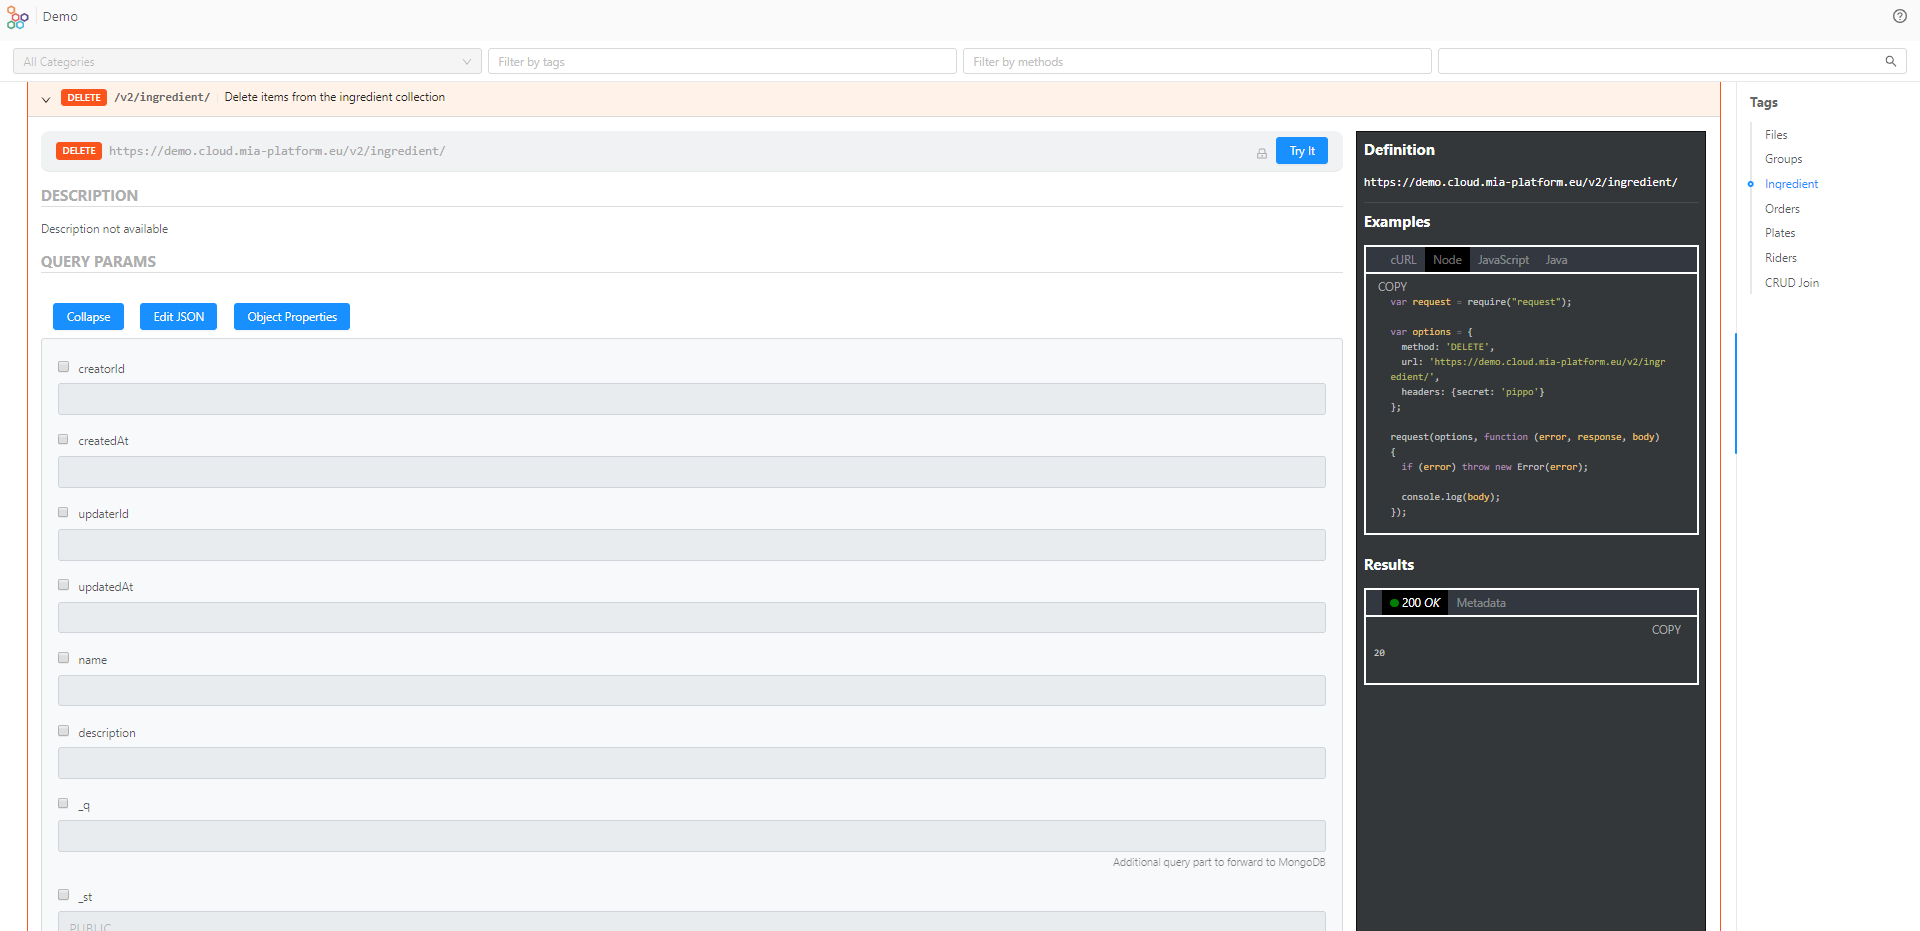 Demo
All Categories
Filter by tags
Filter by methods
DELETE /v2/ingredient/ Delete items from the ingredient collection
DELETE https://demo.cloud.mia-platform.eu/v2/ingredient/
Try It
DESCRIPTION
Description not available
QUERY PARAMS
Collapse
Edit JSON
Object Properties
creatorId
createdAt
updaterId
updatedAt
name
description
_q
Additional query part to forward to MongoDB
_st
PUBLIC
Definition
https://demo.cloud.mia-platform.eu/v2/ingredient/
Examples
cURL Node JavaScript Java
COPY
var request = require("request");
var options = {
method: 'DELETE',
url: 'https://demo.cloud.mia-platform.eu/v2/ingr
edient/',
headers: {secret: 'pippo'}
};
request(options, function (error, response, body)
{
if (error) throw new Error(error);
console.log(body);
});
Results
200 OK Metadata
COPY
20
Tags
Files
Groups
Ingredient
Orders
Plates
Riders
CRUD Join